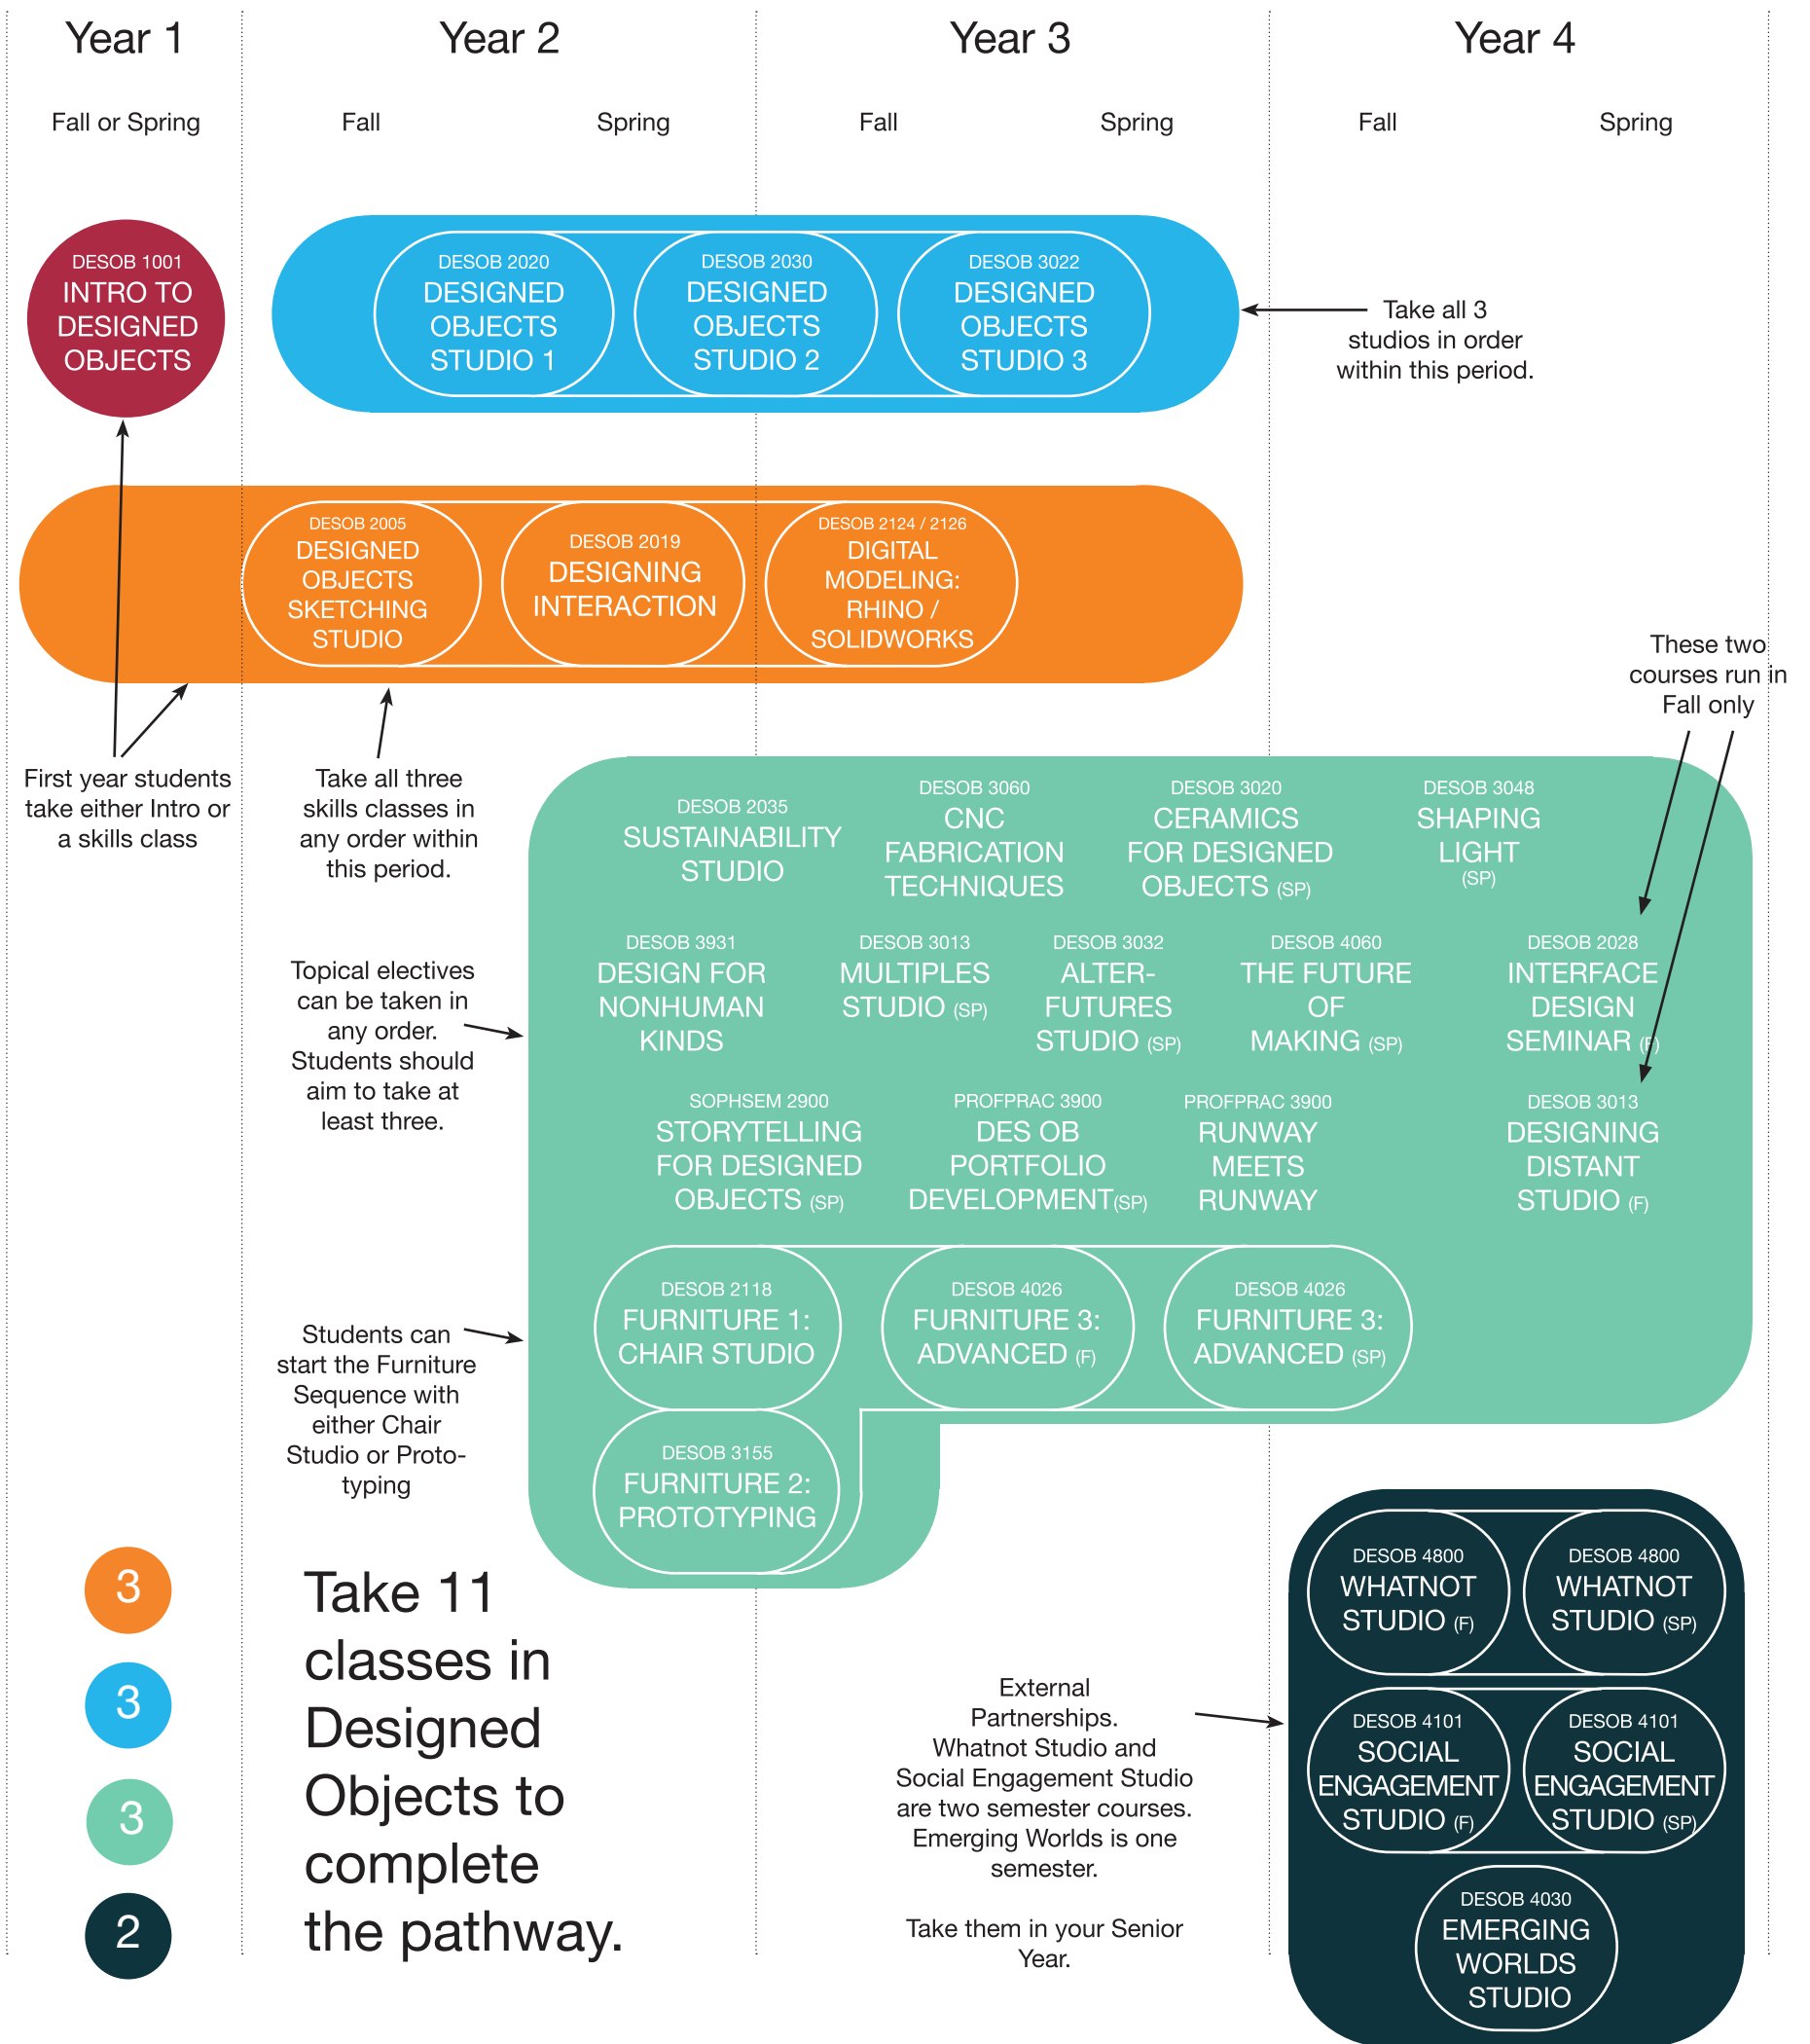 Year 1
Year 2
Year 3
Year 4
Fall or Spring
Fall
Spring
Fall
Spring
Fall
Spring
DESOB 1001
INTRO TO
DESIGNED
OBJECTS
DESOB 2020
DESIGNED
OBJECTS
STUDIO 1
DESOB 2030
DESIGNED
OBJECTS
STUDIO 2
DESOB 3022
DESIGNED
OBJECTS
STUDIO 3
Take all 3
studios in order
within this period.
DESOB 2005
DESIGNED
OBJECTS
SKETCHING
STUDIO
DESOB 2019
DESIGNING
INTERACTION
DESOB 2124 / 2126
DIGITAL
MODELING:
RHINO /
SOLIDWORKS
These two
courses run in
Fall only
First year students
take either Intro or
a skills class
Take all three
skills classes in
any order within
this period.
DESOB 2035
SUSTAINABILITY
STUDIO
DESOB 3060
CNC
FABRICATION
TECHNIQUES
DESOB 3020
CERAMICS
FOR DESIGNED
OBJECTS (SP)
DESOB 3048
SHAPING
LIGHT
(SP)
Topical electives
can be taken in
any order.
Students should
aim to take at
least three.
DESOB 3931
DESIGN FOR
NONHUMAN
KINDS
DESOB 3013
MULTIPLES
STUDIO (SP)
DESOB 3032
ALTER-
FUTURES
STUDIO (SP)
DESOB 4060
THE FUTURE
OF
MAKING (SP)
DESOB 2028
INTERFACE
DESIGN
SEMINAR (F)
SOPHSEM 2900
STORYTELLING
FOR DESIGNED
OBJECTS (SP)
PROFPRAC 3900
DES OB
PORTFOLIO
DEVELOPMENT(SP)
PROFPRAC 3900
RUNWAY
MEETS
RUNWAY
DESOB 3013
DESIGNING
DISTANT
STUDIO (F)
Students can
start the Furniture
Sequence with
either Chair
Studio or Proto-
typing
DESOB 2118
FURNITURE 1:
CHAIR STUDIO
DESOB 4026
FURNITURE 3:
ADVANCED (F)
DESOB 4026
FURNITURE 3:
ADVANCED (SP)
DESOB 3155
FURNITURE 2:
PROTOTYPING
3
3
3
2
Take 11
classes in
Designed
Objects to
complete
the pathway.
External
Partnerships.
Whatnot Studio and
Social Engagement Studio
are two semester courses.
Emerging Worlds is one
semester.
Take them in your Senior
Year.
DESOB 4800
WHATNOT
STUDIO (F)
DESOB 4800
WHATNOT
STUDIO (SP)
DESOB 4101
SOCIAL
ENGAGEMENT
STUDIO (F)
DESOB 4101
SOCIAL
ENGAGEMENT
STUDIO (SP)
DESOB 4030
EMERGING
WORLDS
STUDIO